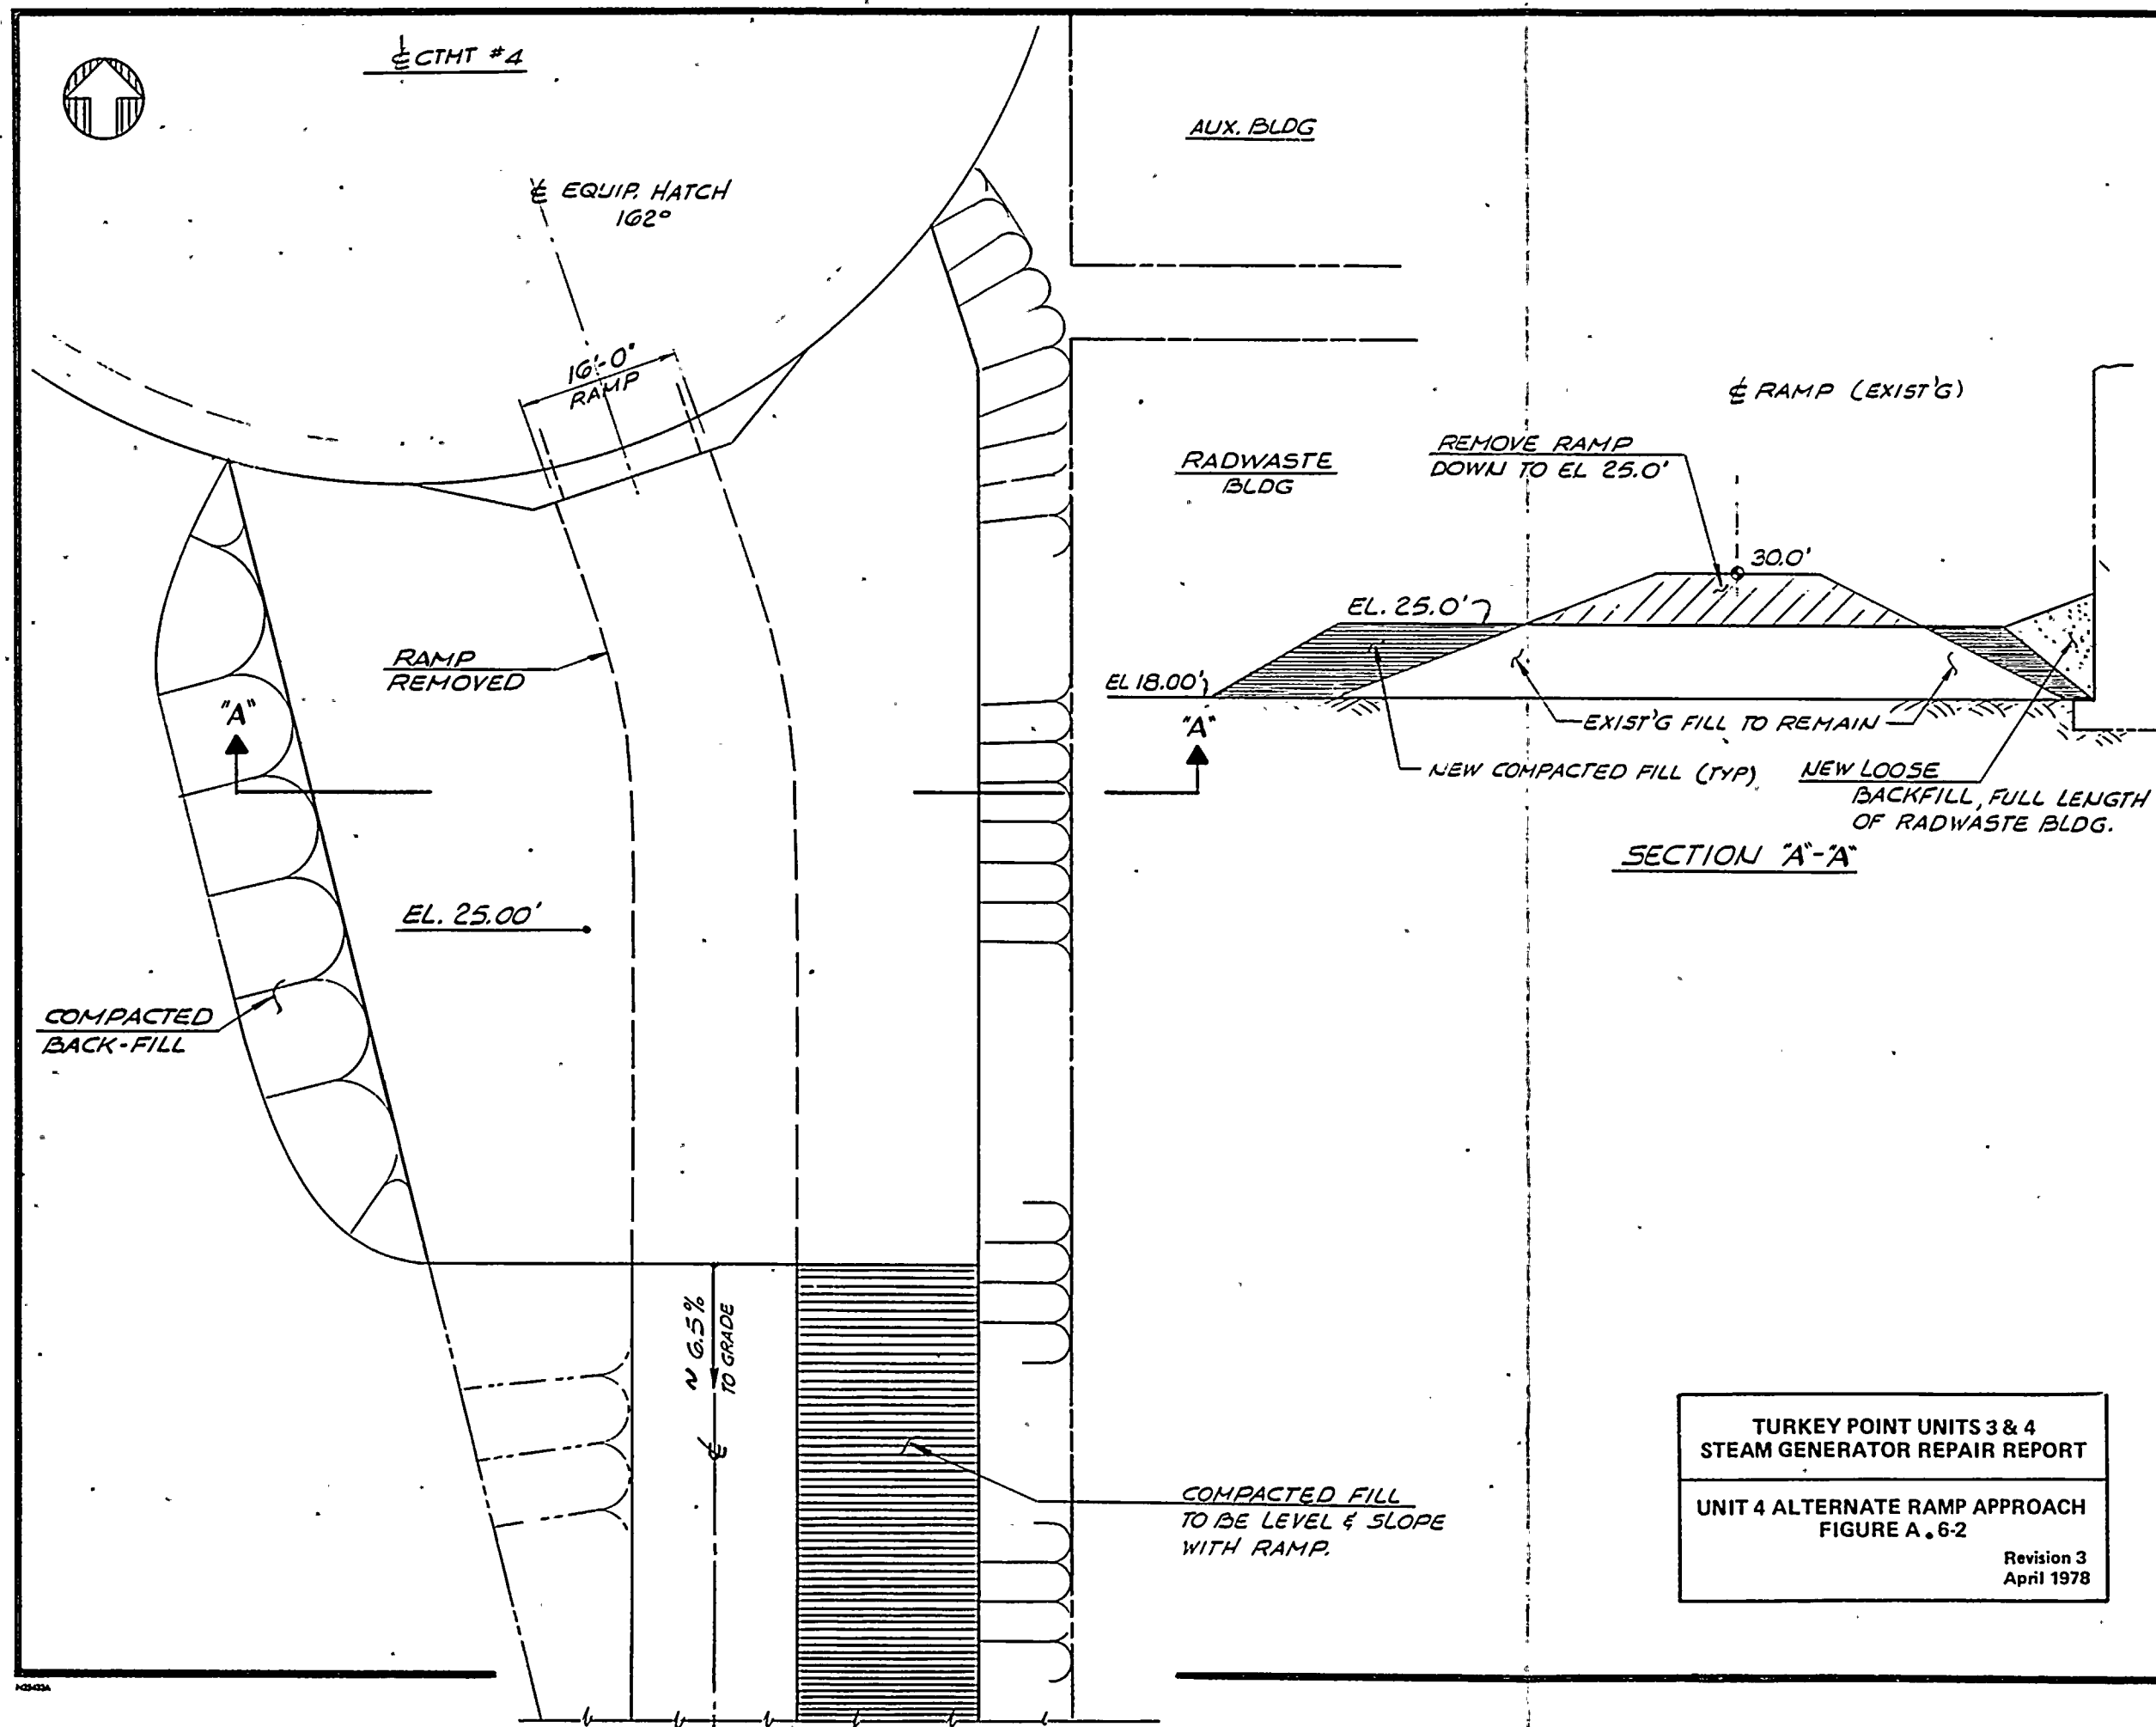 ℄ CTMT #4
℄ EQUIP. HATCH
162°
16'-0"
RAMP
AUX. BLDG
RADWASTE
BLDG
RAMP
REMOVED
"A"
EL. 25.00'
COMPACTED
BACK-FILL
~ 6.5%
TO GRADE
℄
COMPACTED FILL
TO BE LEVEL & SLOPE
WITH RAMP.
℄ RAMP (EXIST'G)
REMOVE RAMP
DOWN TO EL 25.0'
30.0'
EL. 25.0'
EL 18.00'
"A"
EXIST'G FILL TO REMAIN
NEW COMPACTED FILL (TYP)
NEW LOOSE
BACKFILL, FULL LENGTH
OF RADWASTE BLDG.
SECTION "A"-"A"
TURKEY POINT UNITS 3 & 4
STEAM GENERATOR REPAIR REPORT
UNIT 4 ALTERNATE RAMP APPROACH
FIGURE A.6-2
Revision 3
April 1978